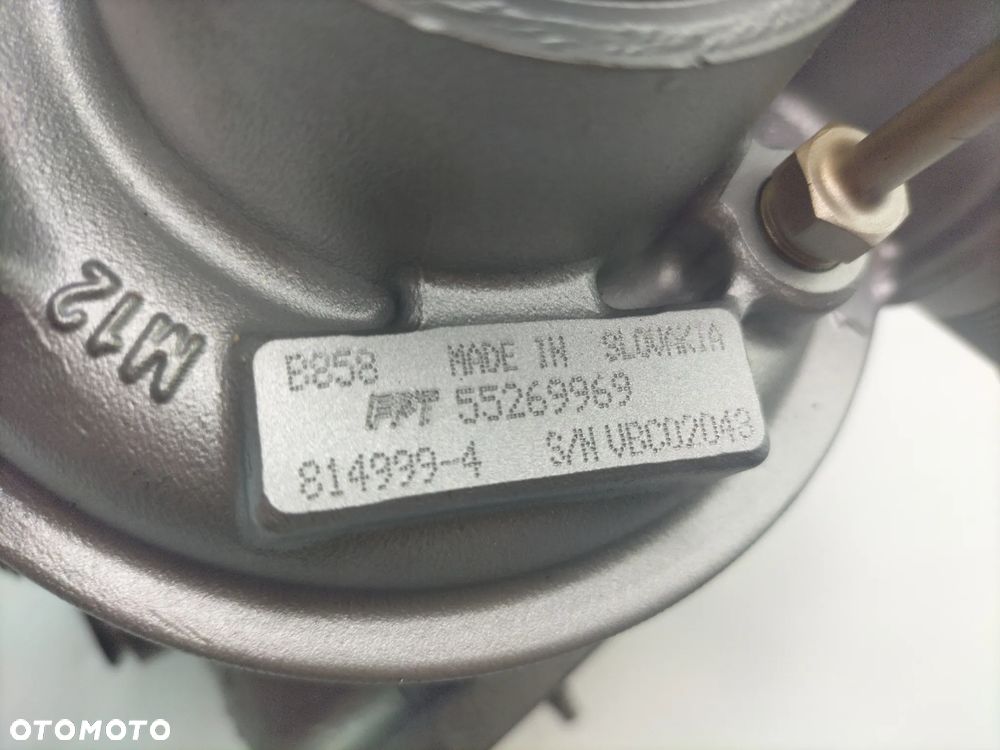 M12
B858 MADE IN SLOVAKIA
FPT 55269969
814999-4 S/N VBC02043
OTOMOTO